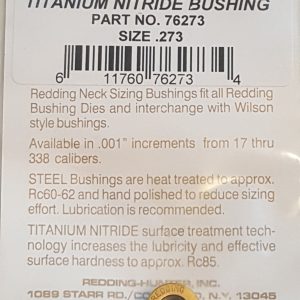 TITANIUM NITRIDE BUSHING
PART NO. 76273
SIZE .273
6 11760 76273 4
Redding Neck Sizing Bushings fit all Redding
Bushing Dies and interchange with Wilson
style bushings.
Available in .001" increments from 17 thru
338 calibers.
STEEL Bushings are heat treated to approx.
Rc60-62 and hand polished to reduce sizing
effort. Lubrication is recommended.
TITANIUM NITRIDE surface treatment tech-
nology increases the lubricity and effective
surface hardness to approx. Rc85.
REDDING-HUNTER, INC.
1089 STARR RD./CO N.Y. 13045
REDDING